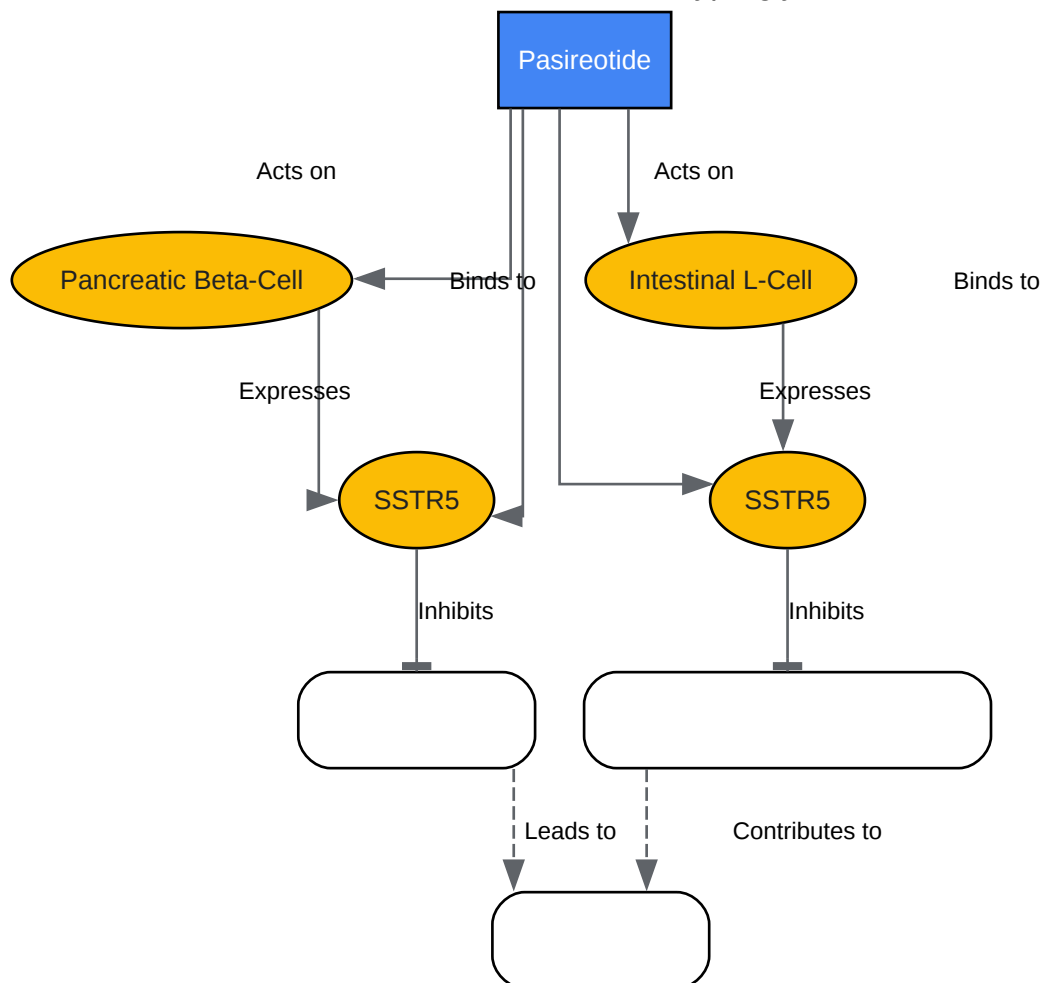 Pasireotide
Acts on
Acts on
Pancreatic Beta-Cell
Binds to
Intestinal L-Cell
Binds to
Expresses
Expresses
SSTR5
SSTR5
Inhibits
Inhibits
Leads to
Contributes to